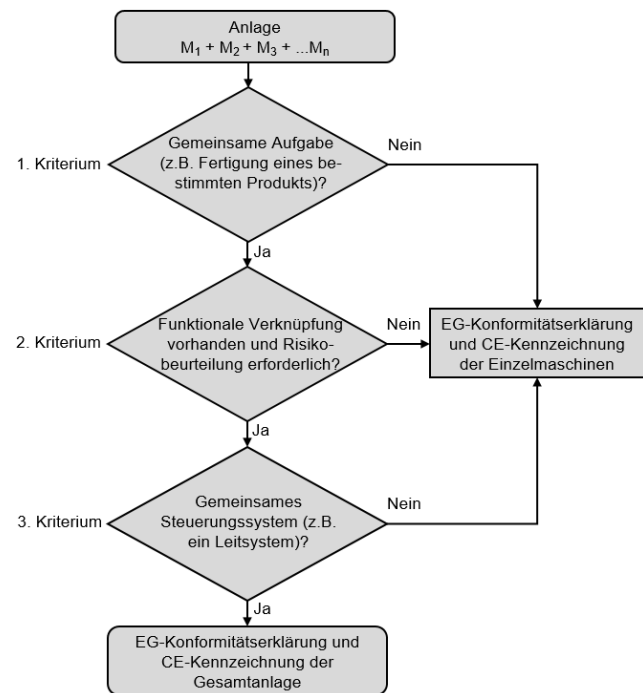 Anlage
M₁ + M₂ + M₃ + ...Mₙ
1. Kriterium
Gemeinsame Aufgabe
(z.B. Fertigung eines be-
stimmten Produkts)?
Nein
Ja
2. Kriterium
Funktionale Verknüpfung
vorhanden und Risiko-
beurteilung erforderlich?
Nein
EG-Konformitätserklärung
und CE-Kennzeichnung
der Einzelmaschinen
Ja
3. Kriterium
Gemeinsames
Steuerungssystem (z.B.
ein Leitsystem)?
Nein
Ja
EG-Konformitätserklärung und
CE-Kennzeichnung der
Gesamtanlage